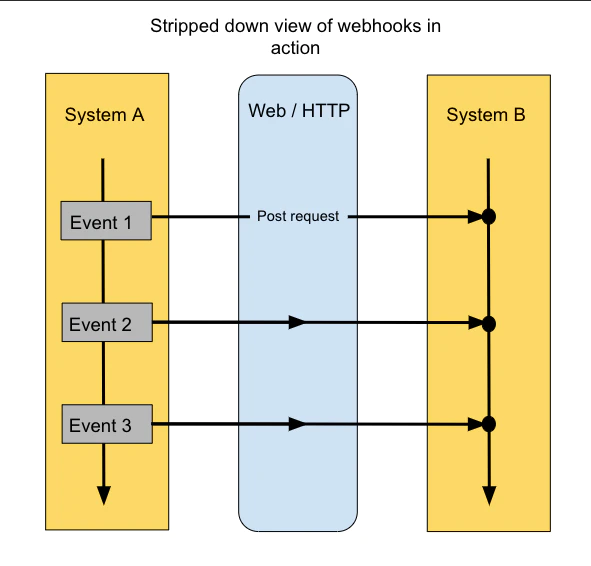 Stripped down view of webhooks in
action
System A
Web / HTTP
System B
Event 1
Post request
Event 2
Event 3